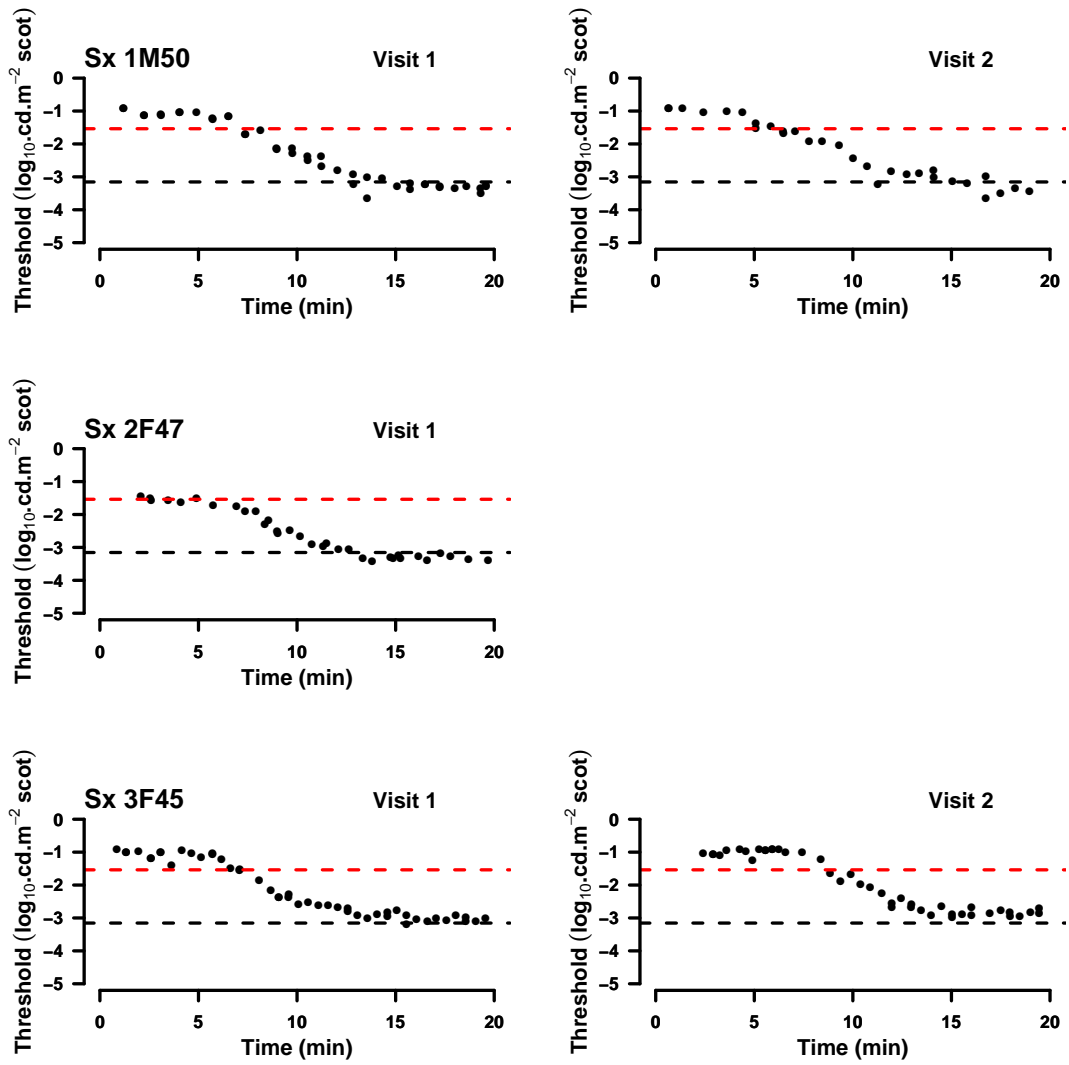 Sx 1M50 Visit 1
Threshold (log₁₀.cd.m⁻² scot)
0
−1
−2
−3
−4
−5
0 5 10 15 20
Time (min)
Visit 2
Threshold (log₁₀.cd.m⁻² scot)
0
−1
−2
−3
−4
−5
0 5 10 15 20
Time (min)
Sx 2F47 Visit 1
Threshold (log₁₀.cd.m⁻² scot)
0
−1
−2
−3
−4
−5
0 5 10 15 20
Time (min)
Sx 3F45 Visit 1
Threshold (log₁₀.cd.m⁻² scot)
0
−1
−2
−3
−4
−5
0 5 10 15 20
Time (min)
Visit 2
Threshold (log₁₀.cd.m⁻² scot)
0
−1
−2
−3
−4
−5
0 5 10 15 20
Time (min)